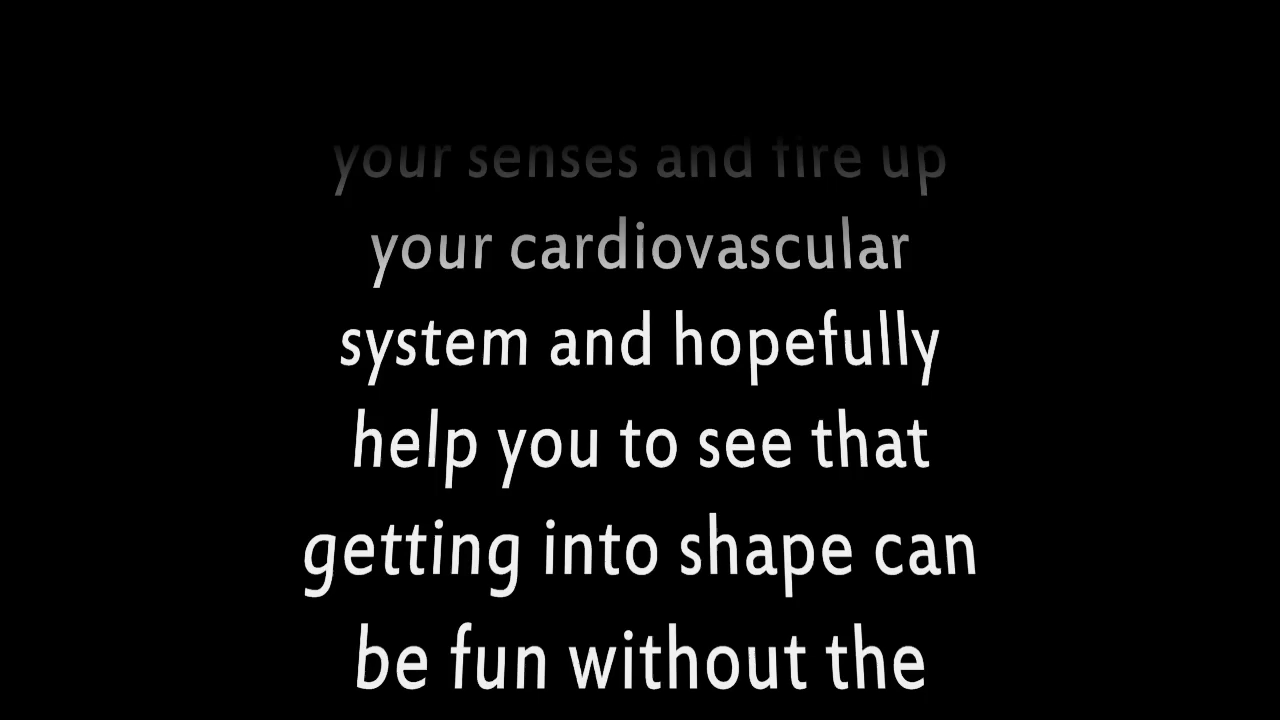 your senses and fire up
your cardiovascular
system and hopefully
help you to see that
getting into shape can
be fun without the